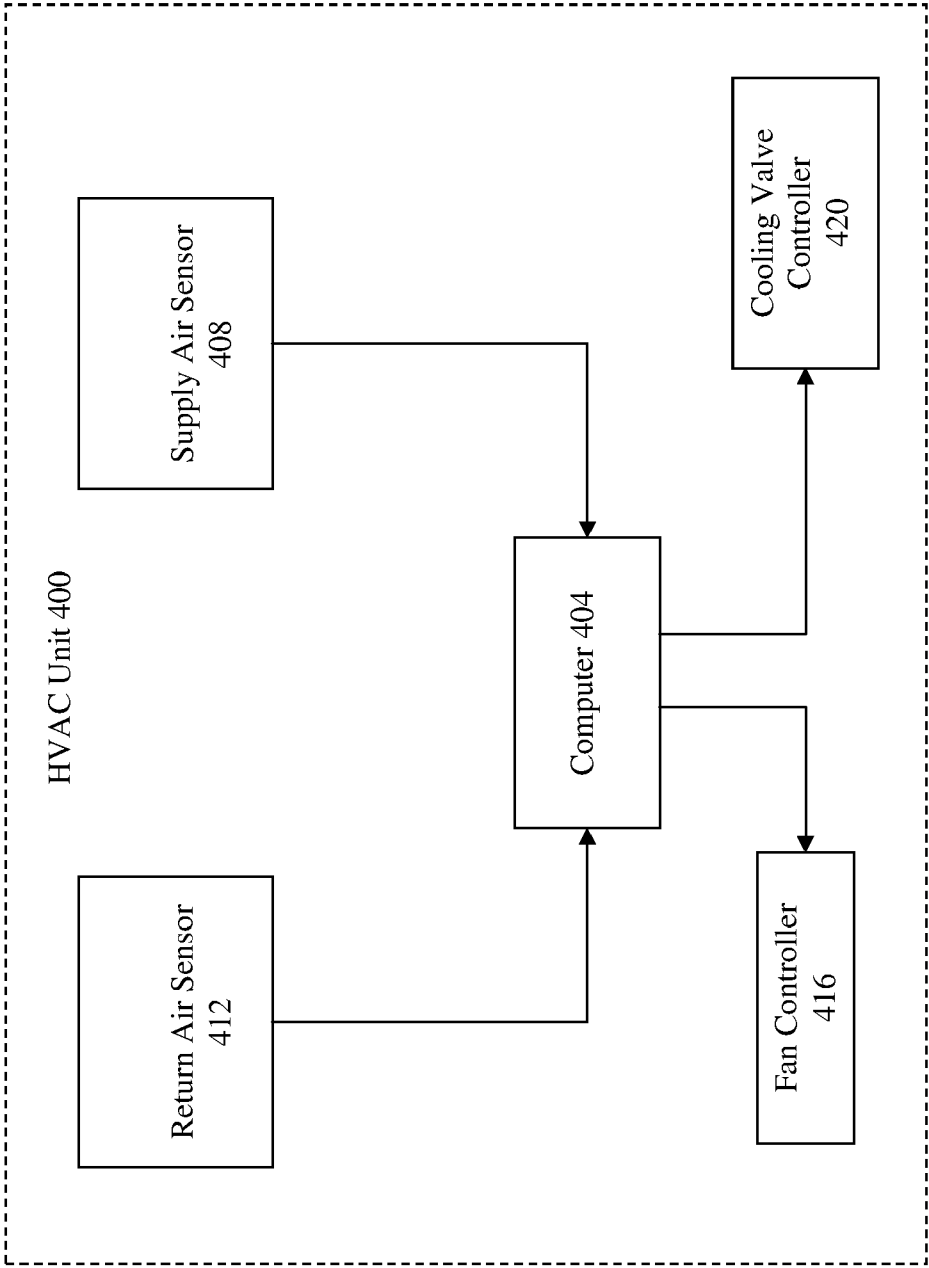 HVAC Unit 400
Return Air Sensor
412
Supply Air Sensor
408
Computer 404
Fan Controller
416
Cooling Valve
Controller
420